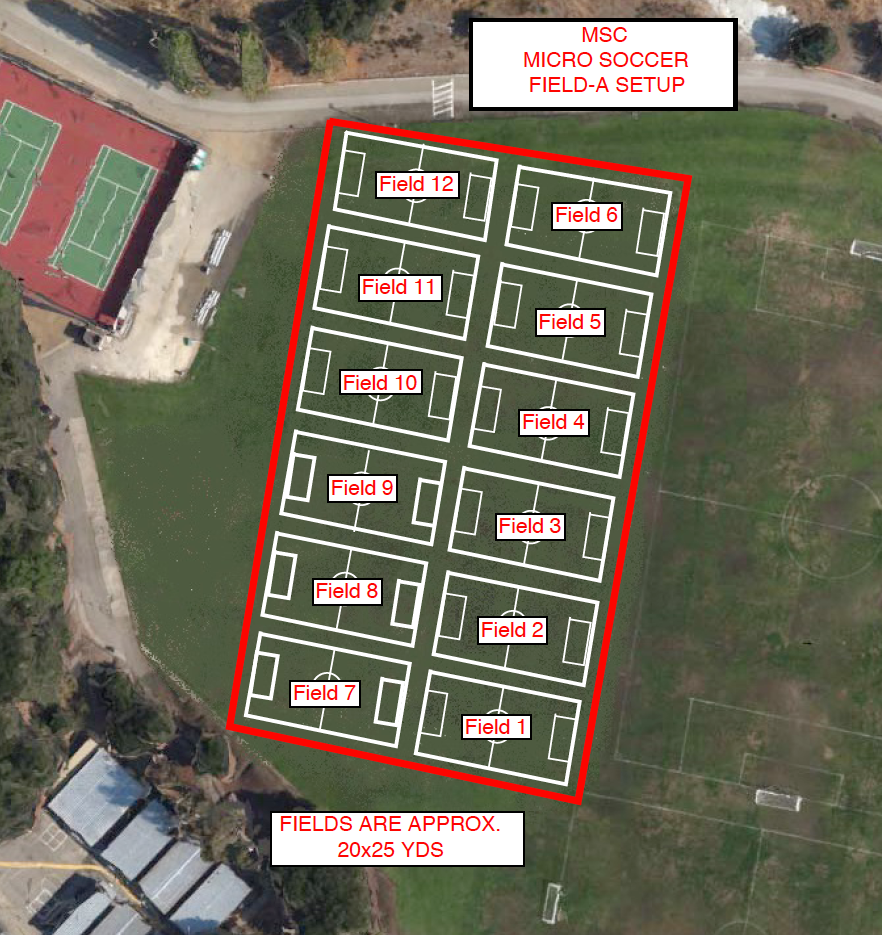 MSC
MICRO SOCCER
FIELD-A SETUP
Field 12
Field 6
Field 11
Field 5
Field 10
Field 4
Field 9
Field 3
Field 8
Field 2
Field 7
Field 1
FIELDS ARE APPROX.
20x25 YDS